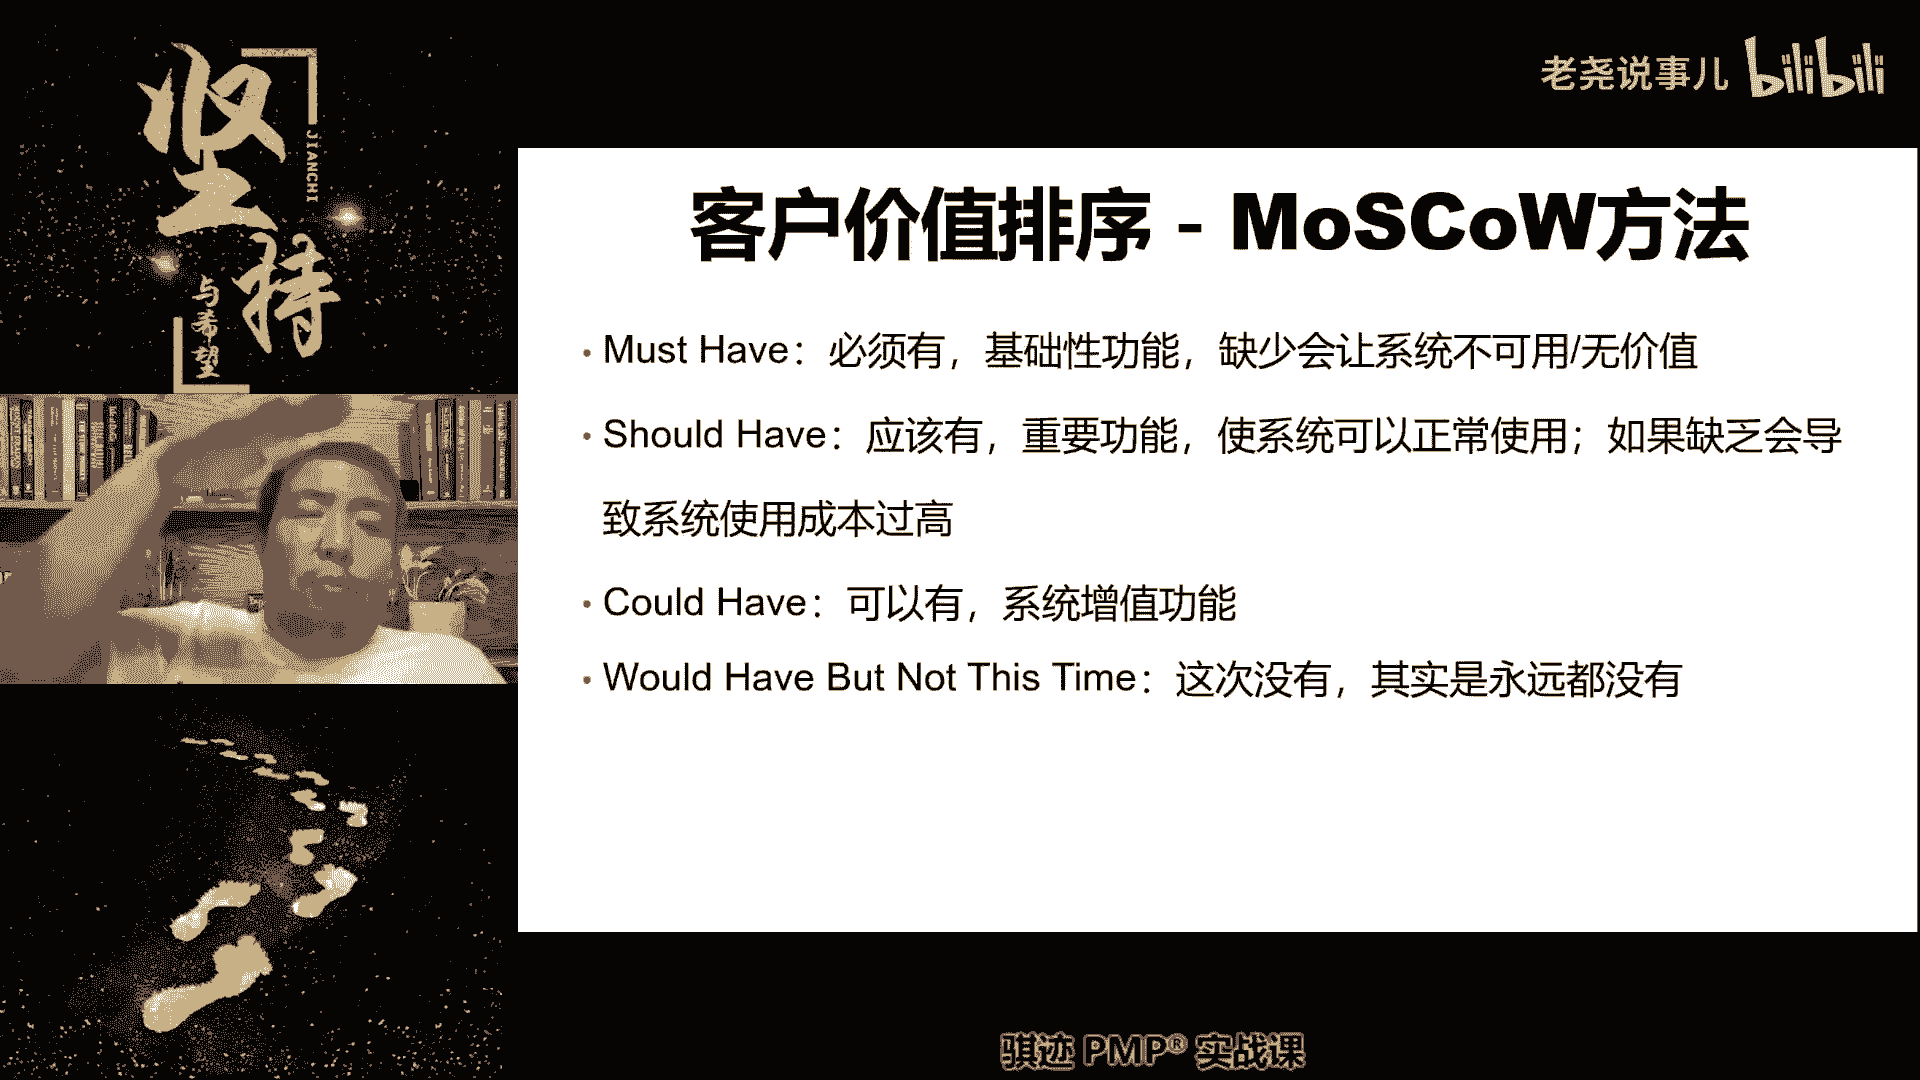 坚持
JIANCHI
与希望
老尧说事儿 bilibili
客户价值排序 - MoSCoW方法
• Must Have：必须有，基础性功能，缺少会让系统不可用/无价值
• Should Have：应该有，重要功能，使系统可以正常使用；如果缺乏会导
致系统使用成本过高
• Could Have：可以有，系统增值功能
• Would Have But Not This Time：这次没有，其实是永远都没有
骐迹 PMP® 实战课